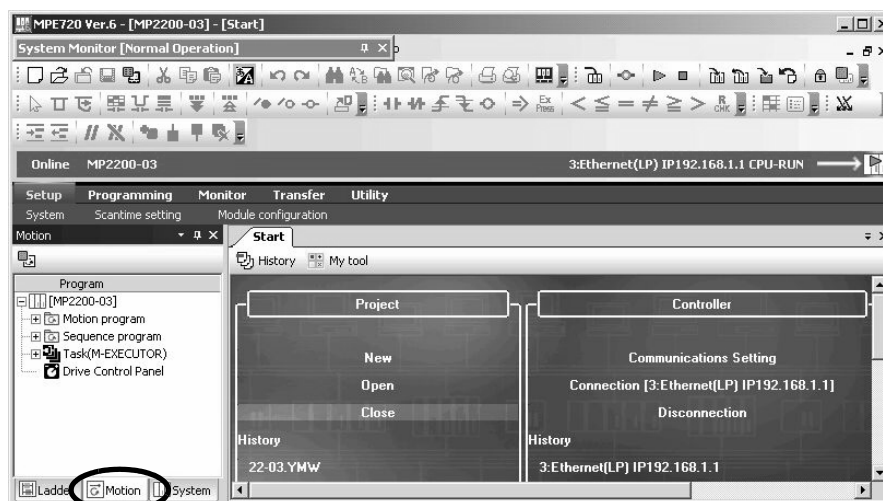 MPE720 Ver.6 - [MP2200-03] - [Start]
System Monitor [Normal Operation]
Ex Press
R CHK
Online MP2200-03 3:Ethernet(LP) IP192.168.1.1 CPU-RUN
Setup Programming Monitor Transfer Utility
System Scantime setting Module configuration
Motion
Start
History My tool
Program
[MP2200-03]
Motion program
Sequence program
Task(M-EXECUTOR)
Drive Control Panel
Project
New
Open
Close
History
22-03.YMW
Controller
Communications Setting
Connection [3:Ethernet(LP) IP192.168.1.1]
Disconnection
History
3:Ethernet(LP) IP192.168.1.1
Ladde Motion System